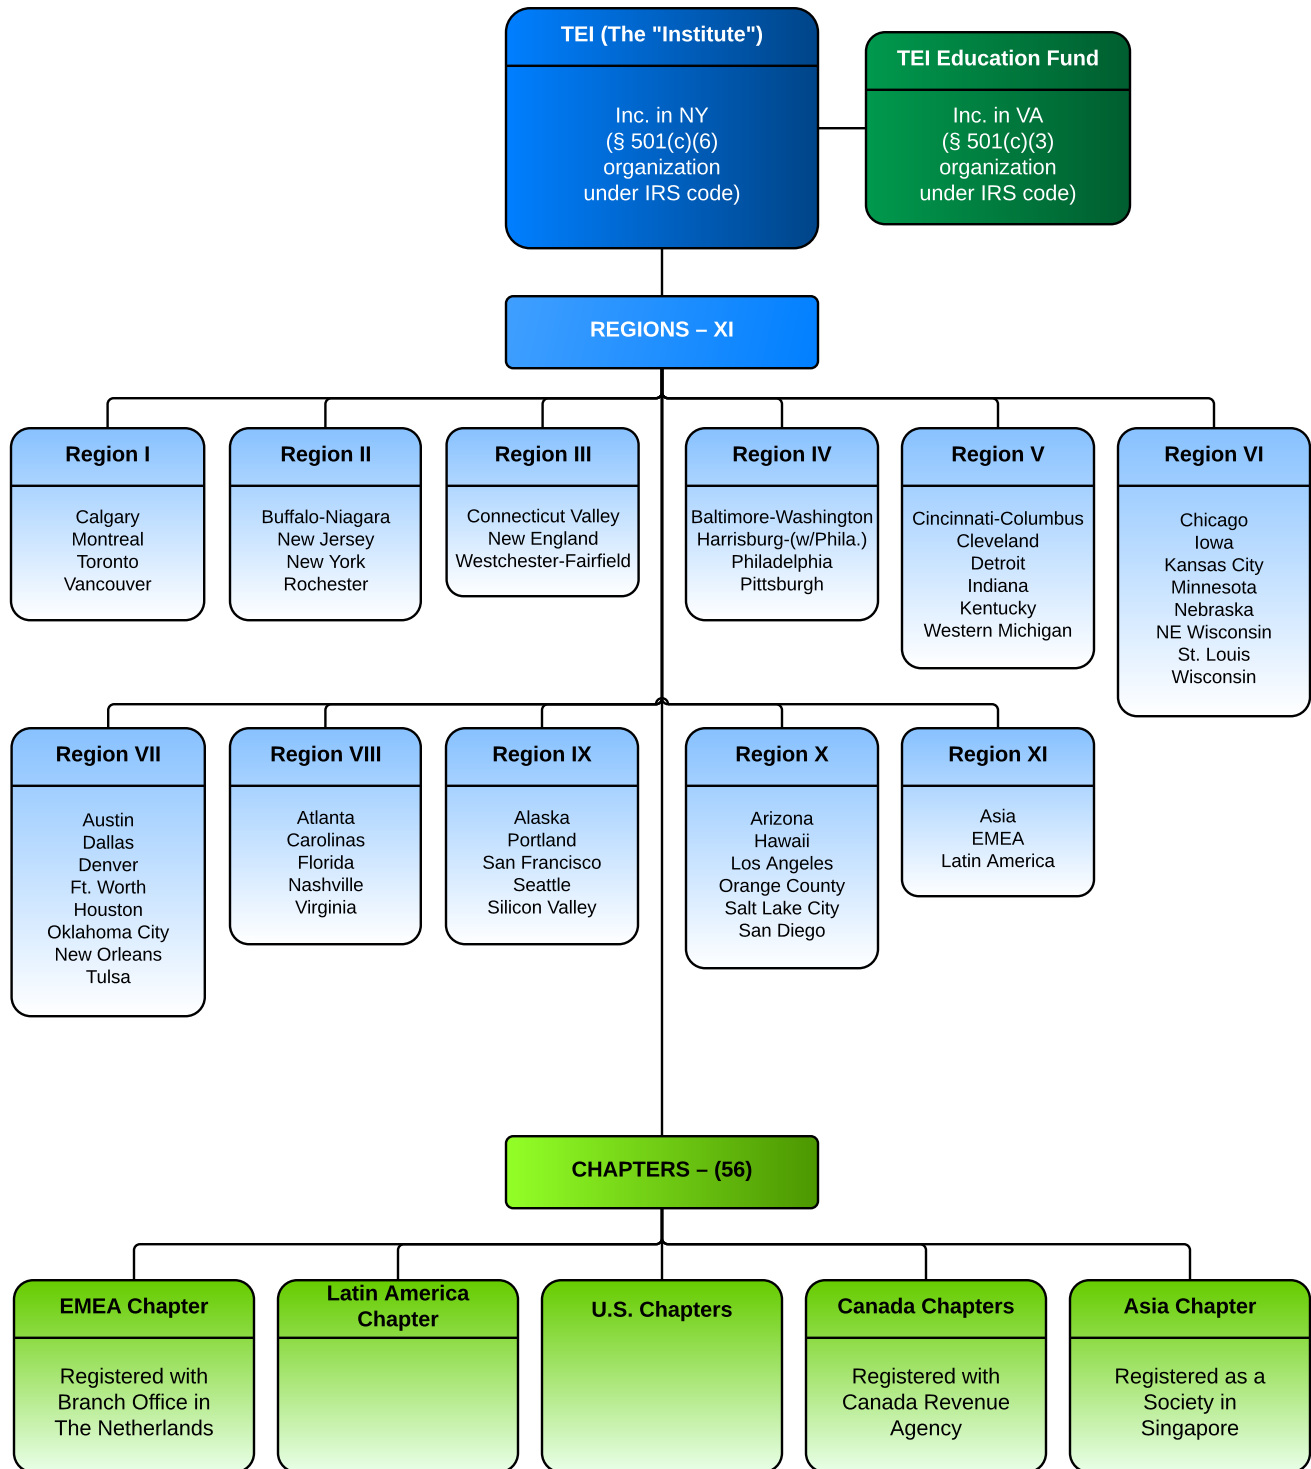 TEI (The "Institute")
Inc. in NY
(§ 501(c)(6)
organization
under IRS code)
TEI Education Fund
Inc. in VA
(§ 501(c)(3)
organization
under IRS code)
REGIONS – XI
Region I
Calgary
Montreal
Toronto
Vancouver
Region II
Buffalo-Niagara
New Jersey
New York
Rochester
Region III
Connecticut Valley
New England
Westchester-Fairfield
Region IV
Baltimore-Washington
Harrisburg-(w/Phila.)
Philadelphia
Pittsburgh
Region V
Cincinnati-Columbus
Cleveland
Detroit
Indiana
Kentucky
Western Michigan
Region VI
Chicago
Iowa
Kansas City
Minnesota
Nebraska
NE Wisconsin
St. Louis
Wisconsin
Region VII
Austin
Dallas
Denver
Ft. Worth
Houston
Oklahoma City
New Orleans
Tulsa
Region VIII
Atlanta
Carolinas
Florida
Nashville
Virginia
Region IX
Alaska
Portland
San Francisco
Seattle
Silicon Valley
Region X
Arizona
Hawaii
Los Angeles
Orange County
Salt Lake City
San Diego
Region XI
Asia
EMEA
Latin America
CHAPTERS – (56)
EMEA Chapter
Registered with
Branch Office in
The Netherlands
Latin America
Chapter
U.S. Chapters
Canada Chapters
Registered with
Canada Revenue
Agency
Asia Chapter
Registered as a
Society in
Singapore